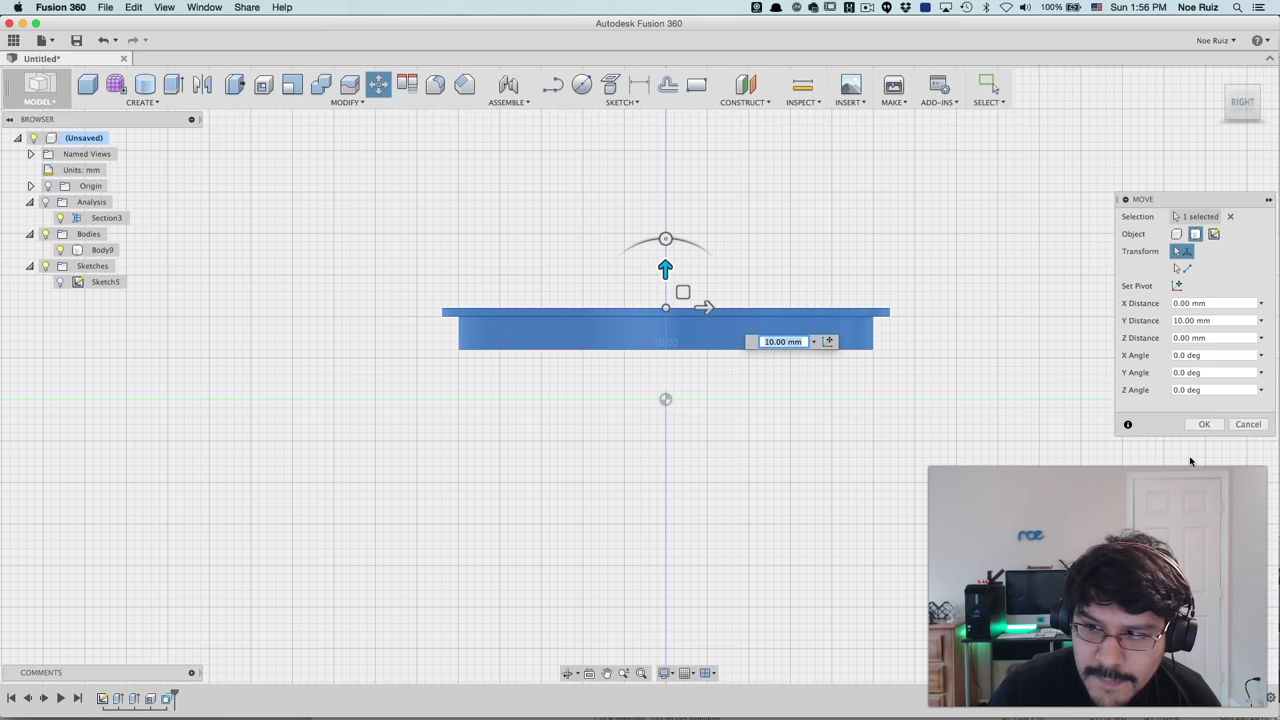 Fusion 360 File Edit View Window Share Help
100% Sun 1:56 PM Noe Ruiz
Autodesk Fusion 360
Noe Ruiz
Untitled*
MODEL CREATE MODIFY ASSEMBLE SKETCH CONSTRUCT INSPECT INSERT MAKE ADD-INS SELECT
RIGHT
BROWSER
(Unsaved)
Named Views
Units: mm
Origin
Analysis
Section3
Bodies
Body9
Sketches
Sketch5
10.00
10.00 mm
MOVE
Selection 1 selected
Object
Transform
Set Pivot
X Distance 0.00 mm
Y Distance 10.00 mm
Z Distance 0.00 mm
X Angle 0.0 deg
Y Angle 0.0 deg
Z Angle 0.0 deg
OK Cancel
noe
COMMENTS